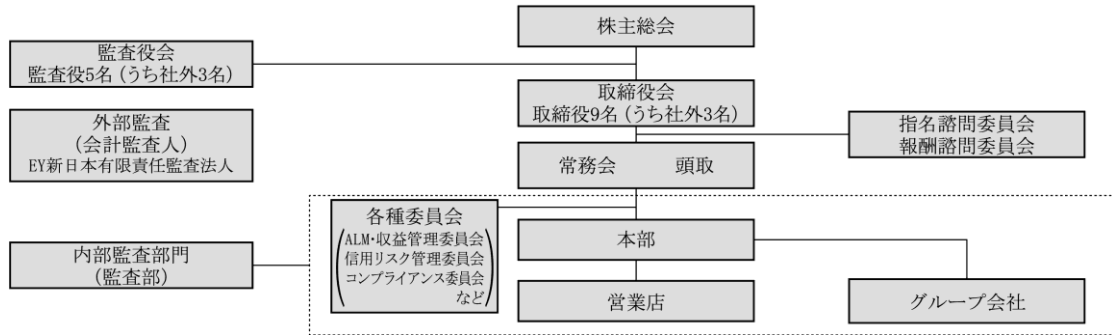 株主総会
監査役会
監査役5名（うち社外3名）
取締役会
取締役9名（うち社外3名）
外部監査
（会計監査人）
EY新日本有限責任監査法人
指名諮問委員会
報酬諮問委員会
常務会　　頭取
各種委員会
ALM・収益管理委員会
信用リスク管理委員会
コンプライアンス委員会
など
本部
内部監査部門
（監査部）
営業店
グループ会社